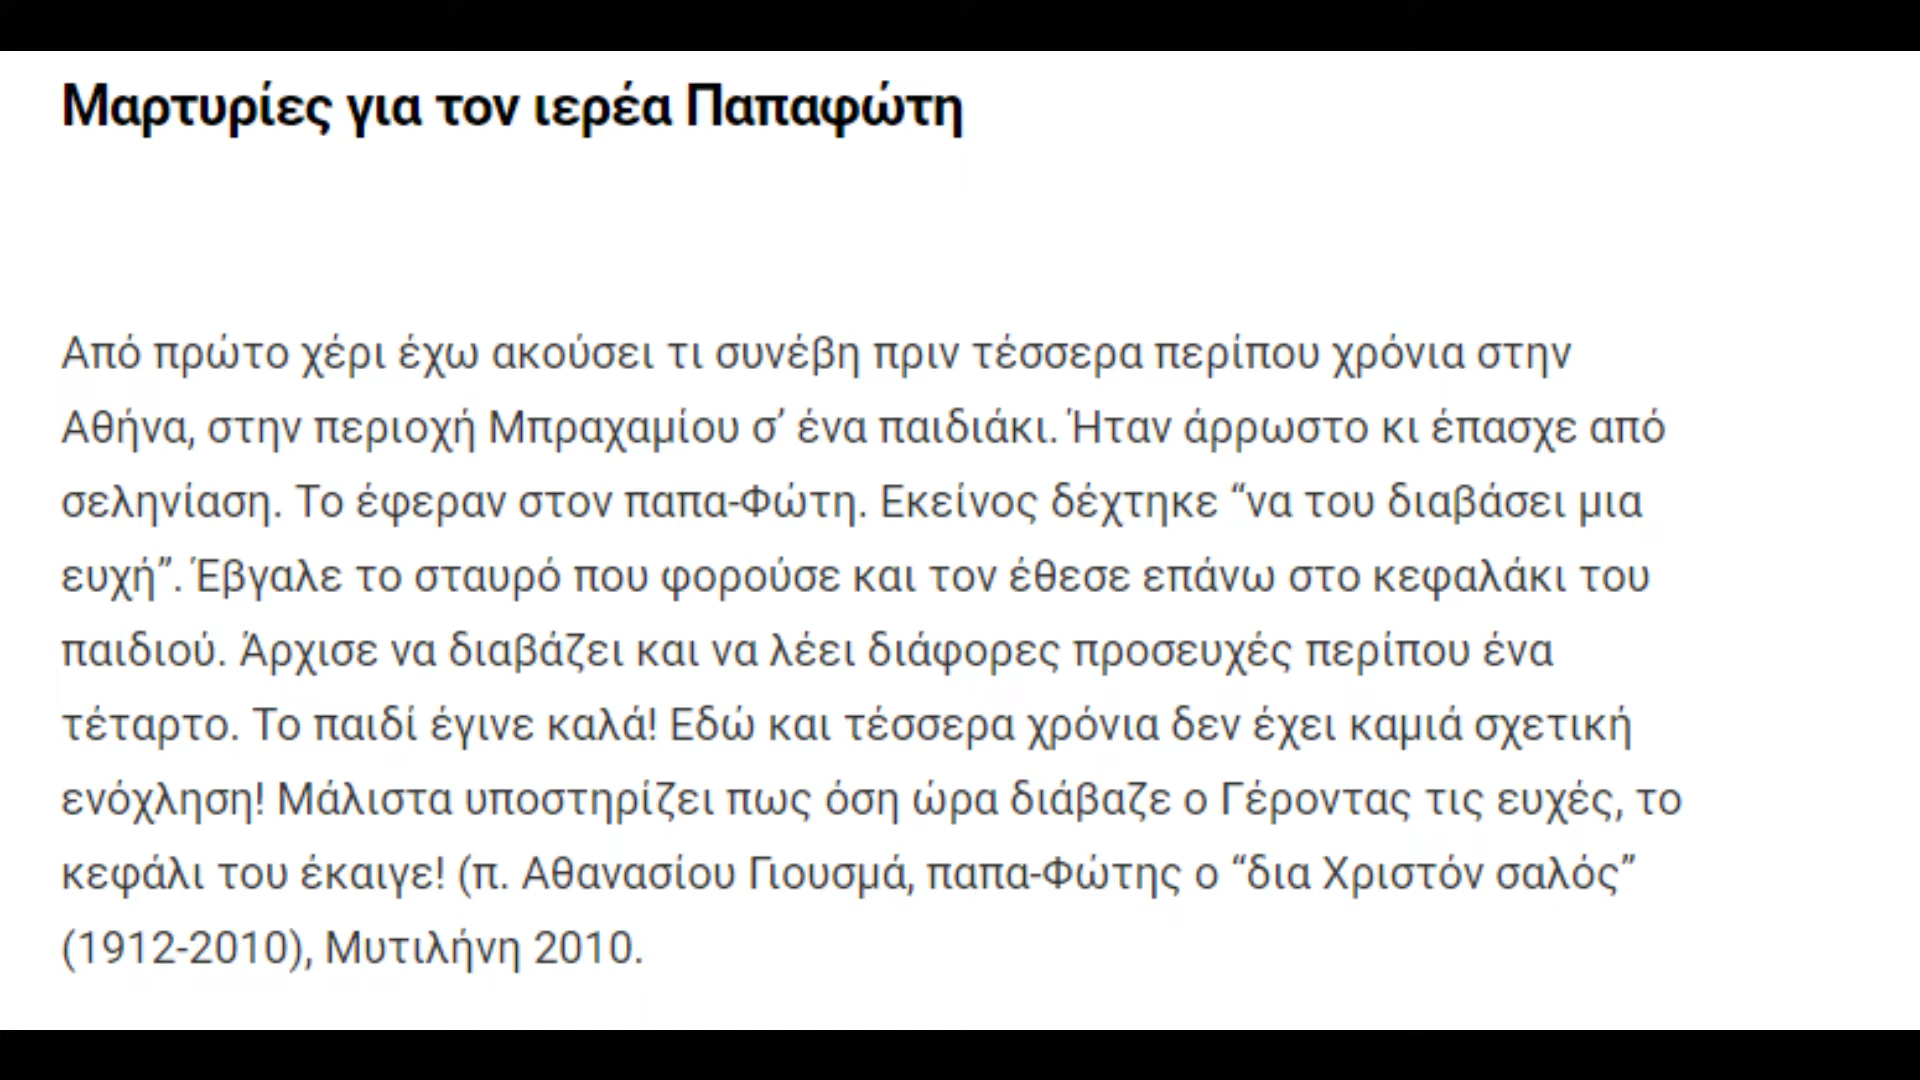 Μαρτυρίες για τον ιερέα Παπαφώτη
Από πρώτο χέρι έχω ακούσει τι συνέβη πριν τέσσερα περίπου χρόνια στην
Αθήνα, στην περιοχή Μπραχαμίου σ’ ένα παιδιάκι. Ήταν άρρωστο κι έπασχε από
σεληνίαση. Το έφεραν στον παπα-Φώτη. Εκείνος δέχτηκε “να του διαβάσει μια
ευχή”. Έβγαλε το σταυρό που φορούσε και τον έθεσε επάνω στο κεφαλάκι του
παιδιού. Άρχισε να διαβάζει και να λέει διάφορες προσευχές περίπου ένα
τέταρτο. Το παιδί έγινε καλά! Εδώ και τέσσερα χρόνια δεν έχει καμιά σχετική
ενόχληση! Μάλιστα υποστηρίζει πως όση ώρα διάβαζε ο Γέροντας τις ευχές, το
κεφάλι του έκαιγε! (π. Αθανασίου Γιουσμά, παπα-Φώτης ο “δια Χριστόν σαλός”
(1912-2010), Μυτιλήνη 2010.